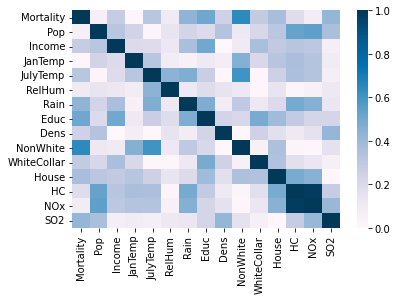 Mortality
Pop
Income
JanTemp
JulyTemp
RelHum
Rain
Educ
Dens
NonWhite
WhiteCollar
House
HC
NOx
SO2
Mortality Pop Income JanTemp JulyTemp RelHum Rain Educ Dens NonWhite WhiteCollar House HC NOx SO2
1.0
0.8
0.6
0.4
0.2
0.0